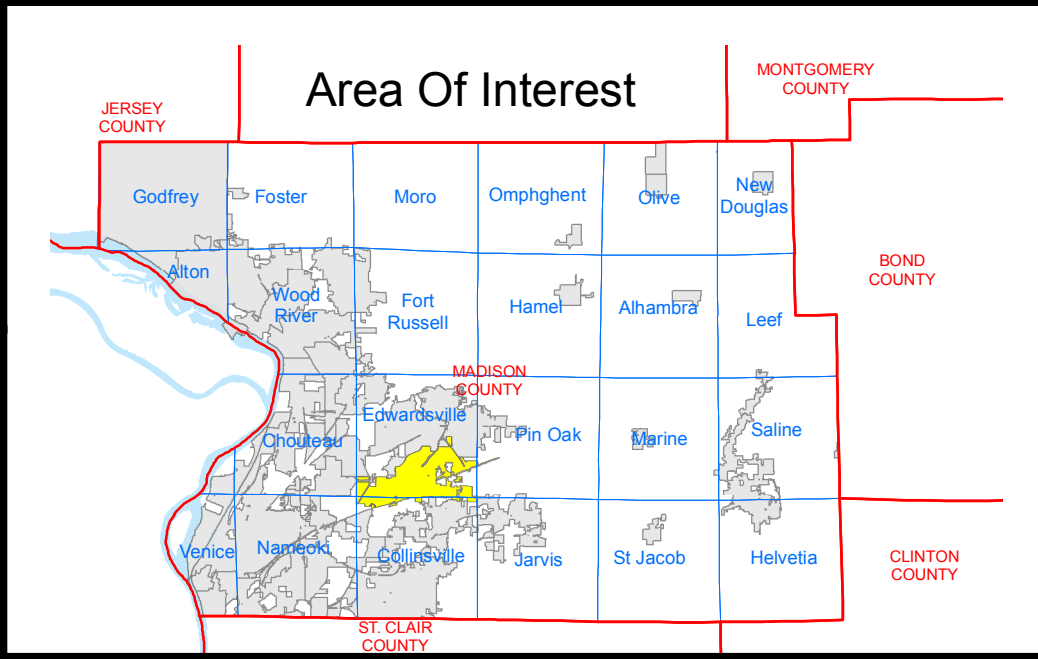 Area Of Interest
MONTGOMERY
COUNTY
JERSEY
COUNTY
Godfrey
Foster
Moro
Omphghent
Olive
New
Douglas
BOND
COUNTY
Alton
Wood
River
Fort
Russell
Hamel
Alhambra
Leef
MADISON
COUNTY
Edwardsville
Chouteau
Pin Oak
Marine
Saline
Venice
Nameoki
Collinsville
Jarvis
St Jacob
Helvetia
CLINTON
COUNTY
ST. CLAIR
COUNTY